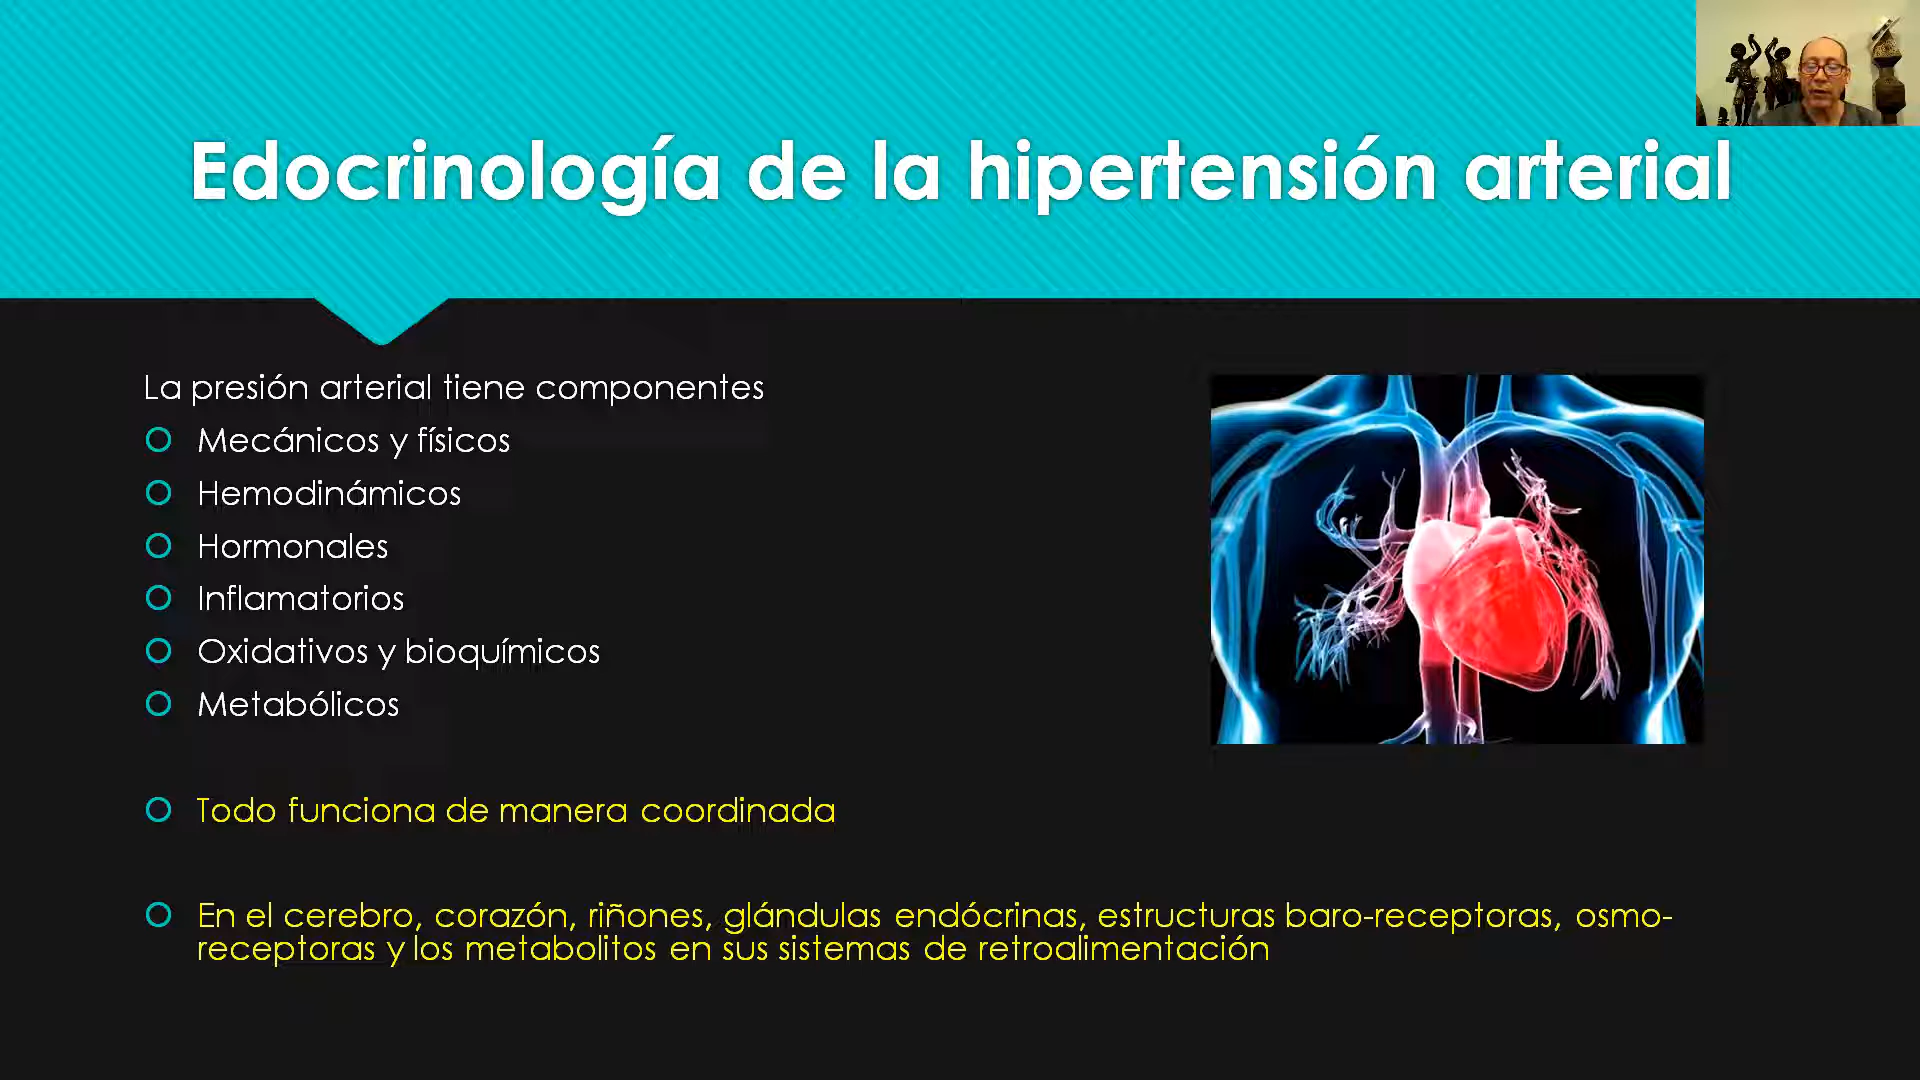 Edocrinología de la hipertensión arterial
La presión arterial tiene componentes
Mecánicos y físicos
Hemodinámicos
Hormonales
Inflamatorios
Oxidativos y bioquímicos
Metabólicos
Todo funciona de manera coordinada
En el cerebro, corazón, riñones, glándulas endócrinas, estructuras baro-receptoras, osmo-
receptoras y los metabolitos en sus sistemas de retroalimentación